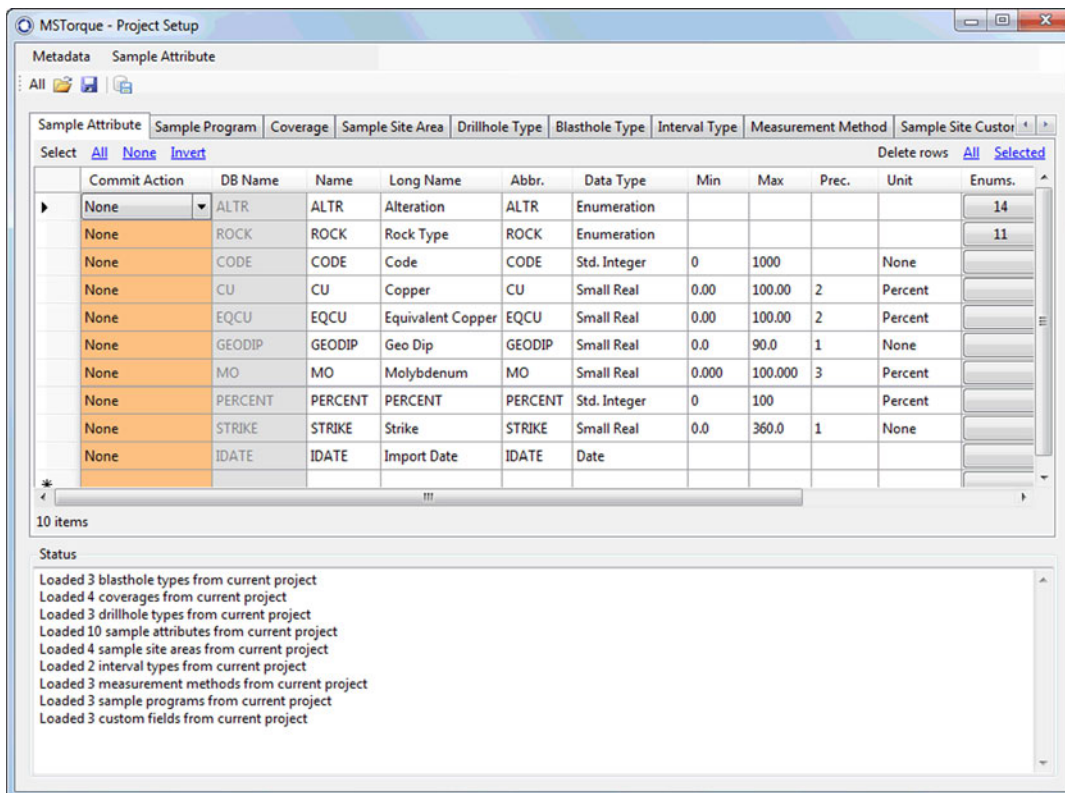 MSTorque - Project Setup
Metadata Sample Attribute
All
Sample Attribute Sample Program Coverage Sample Site Area Drillhole Type Blasthole Type Interval Type Measurement Method Sample Site Custor
Select All None Invert Delete rows All Selected
Commit Action DB Name Name Long Name Abbr. Data Type Min Max Prec. Unit Enums.
None ALTR ALTR Alteration ALTR Enumeration 14
None ROCK ROCK Rock Type ROCK Enumeration 11
None CODE CODE Code CODE Std. Integer 0 1000 None
None CU CU Copper CU Small Real 0.00 100.00 2 Percent
None EQCU EQCU Equivalent Copper EQCU Small Real 0.00 100.00 2 Percent
None GEODIP GEODIP Geo Dip GEODIP Small Real 0.0 90.0 1 None
None MO MO Molybdenum MO Small Real 0.000 100.000 3 Percent
None PERCENT PERCENT PERCENT PERCENT Std. Integer 0 100 Percent
None STRIKE STRIKE Strike STRIKE Small Real 0.0 360.0 1 None
None IDATE IDATE Import Date IDATE Date
10 items
Status
Loaded 3 blasthole types from current project
Loaded 4 coverages from current project
Loaded 3 drillhole types from current project
Loaded 10 sample attributes from current project
Loaded 4 sample site areas from current project
Loaded 2 interval types from current project
Loaded 3 measurement methods from current project
Loaded 3 sample programs from current project
Loaded 3 custom fields from current project